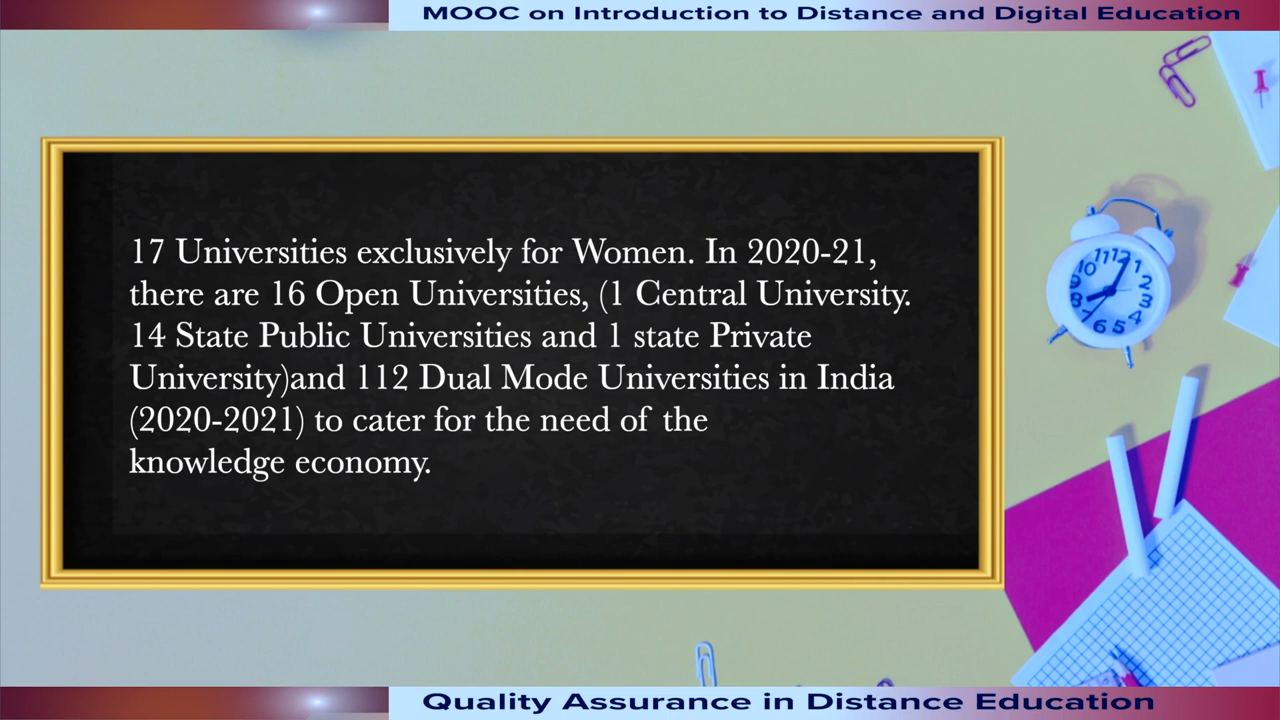 MOOC on Introduction to Distance and Digital Education
17 Universities exclusively for Women. In 2020-21,
there are 16 Open Universities, (1 Central University.
14 State Public Universities and 1 state Private
University)and 112 Dual Mode Universities in India
(2020-2021) to cater for the need of the
knowledge economy.
Quality Assurance in Distance Education